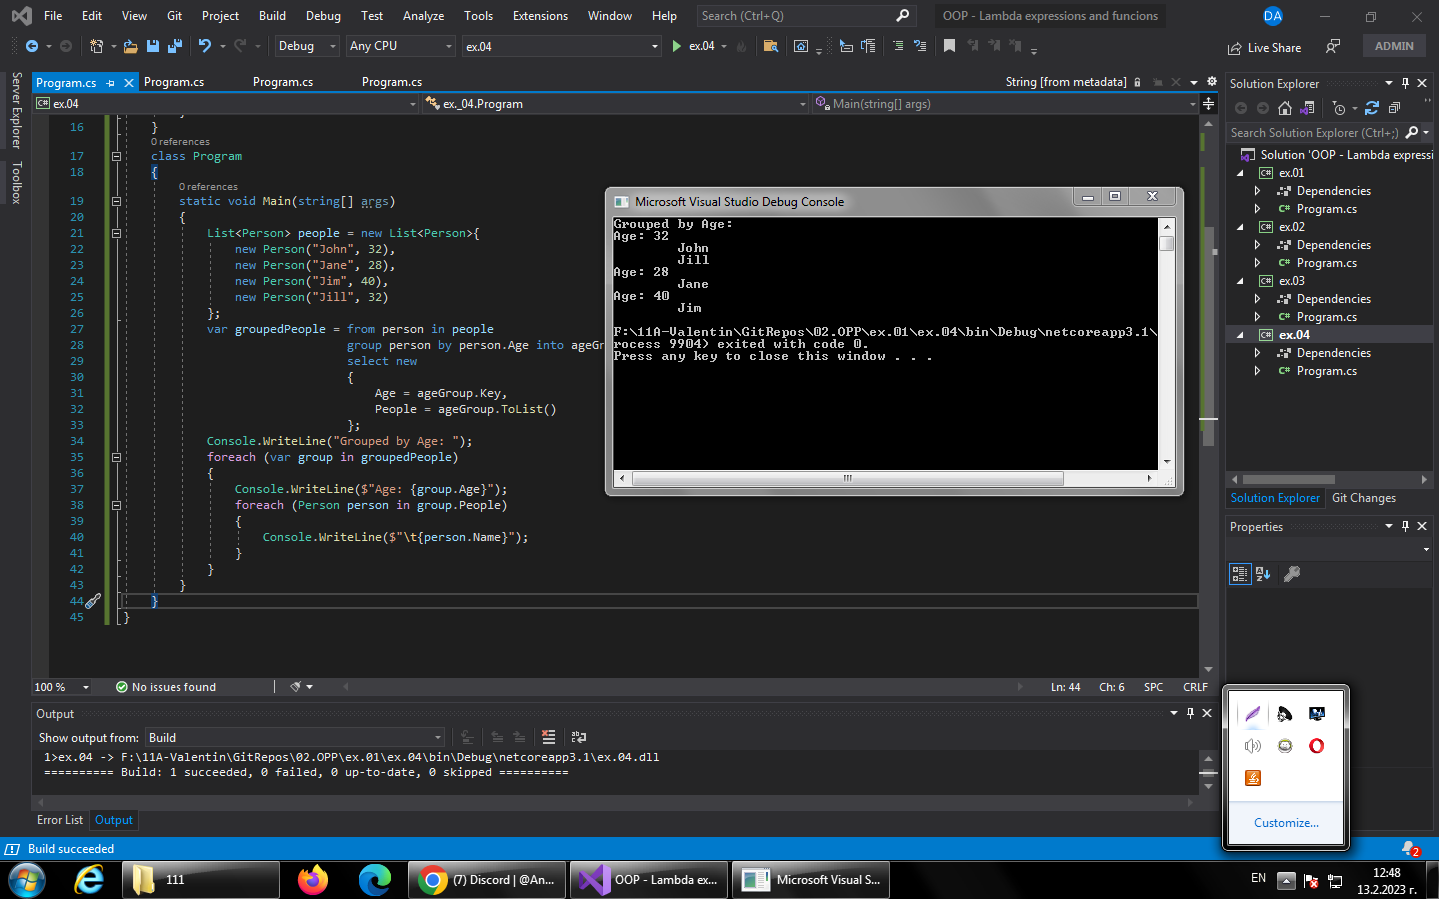 File Edit View Git Project Build Debug Test Analyze Tools Extensions Window Help Search (Ctrl+Q) OOP - Lambda expressions and funcions DA
Debug Any CPU ex.04 ex.04 Live Share ADMIN
Server Explorer
Toolbox
Program.cs Program.cs Program.cs Program.cs String [from metadata]
C# ex.04 ex._04.Program Main(string[] args)
16 }
0 references
17 class Program
18 {
0 references
19 static void Main(string[] args)
20 {
21 List<Person> people = new List<Person>{
22 new Person("John", 32),
23 new Person("Jane", 28),
24 new Person("Jim", 40),
25 new Person("Jill", 32)
26 };
27 var groupedPeople = from person in people
28 group person by person.Age into ageGr
29 select new
30 {
31 Age = ageGroup.Key,
32 People = ageGroup.ToList()
33 };
34 Console.WriteLine("Grouped by Age: ");
35 foreach (var group in groupedPeople)
36 {
37 Console.WriteLine($"Age: {group.Age}");
38 foreach (Person person in group.People)
39 {
40 Console.WriteLine($"\t{person.Name}");
41 }
42 }
43 }
44 }
45 }
Microsoft Visual Studio Debug Console
Grouped by Age:
Age: 32
John
Jill
Age: 28
Jane
Age: 40
Jim
F:\11A-Valentin\GitRepos\02.OPP\ex.01\ex.04\bin\Debug\netcoreapp3.1\
rocess 9904) exited with code 0.
Press any key to close this window . . .
Solution Explorer
Search Solution Explorer (Ctrl+;)
Solution 'OOP - Lambda expressi
C# ex.01
Dependencies
C# Program.cs
C# ex.02
Dependencies
C# Program.cs
C# ex.03
Dependencies
C# Program.cs
C# ex.04
Dependencies
C# Program.cs
Solution Explorer Git Changes
Properties
100 % No issues found Ln: 44 Ch: 6 SPC CRLF
Output
Show output from: Build
1>ex.04 -> F:\11A-Valentin\GitRepos\02.OPP\ex.01\ex.04\bin\Debug\netcoreapp3.1\ex.04.dll
========== Build: 1 succeeded, 0 failed, 0 up-to-date, 0 skipped ==========
Error List Output
Customize...
Build succeeded 2
111 (7) Discord | @An... OOP - Lambda ex... Microsoft Visual S... EN 12:48
13.2.2023 г.